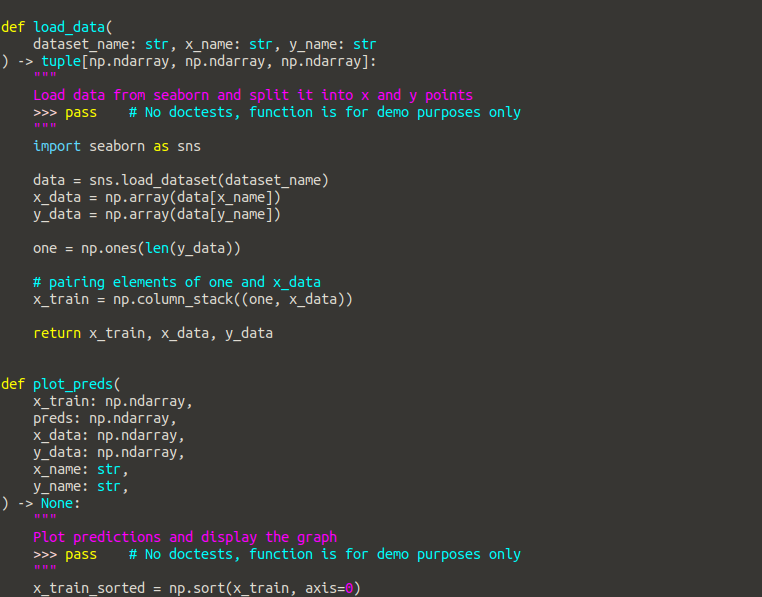 def load_data(
    dataset_name: str, x_name: str, y_name: str
) -> tuple[np.ndarray, np.ndarray, np.ndarray]:
    """
    Load data from seaborn and split it into x and y points
    >>> pass    # No doctests, function is for demo purposes only
    """
    import seaborn as sns

    data = sns.load_dataset(dataset_name)
    x_data = np.array(data[x_name])
    y_data = np.array(data[y_name])

    one = np.ones(len(y_data))

    # pairing elements of one and x_data
    x_train = np.column_stack((one, x_data))

    return x_train, x_data, y_data


def plot_preds(
    x_train: np.ndarray,
    preds: np.ndarray,
    x_data: np.ndarray,
    y_data: np.ndarray,
    x_name: str,
    y_name: str,
) -> None:
    """
    Plot predictions and display the graph
    >>> pass    # No doctests, function is for demo purposes only
    """
    x_train_sorted = np.sort(x_train, axis=0)